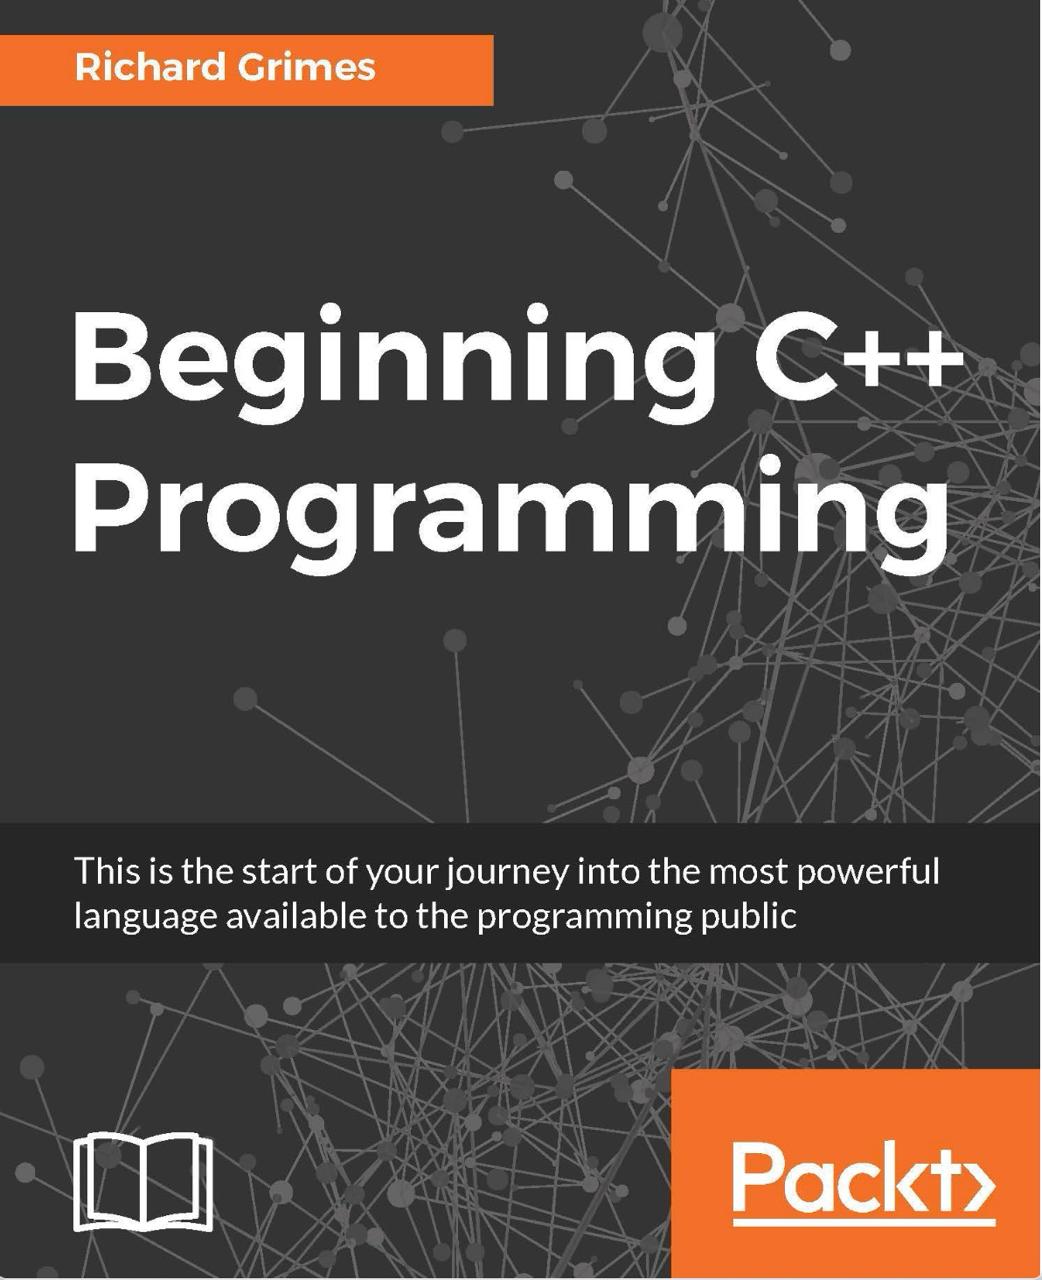 Richard Grimes
Beginning C++
Programming
This is the start of your journey into the most powerful
language available to the programming public
Packt>